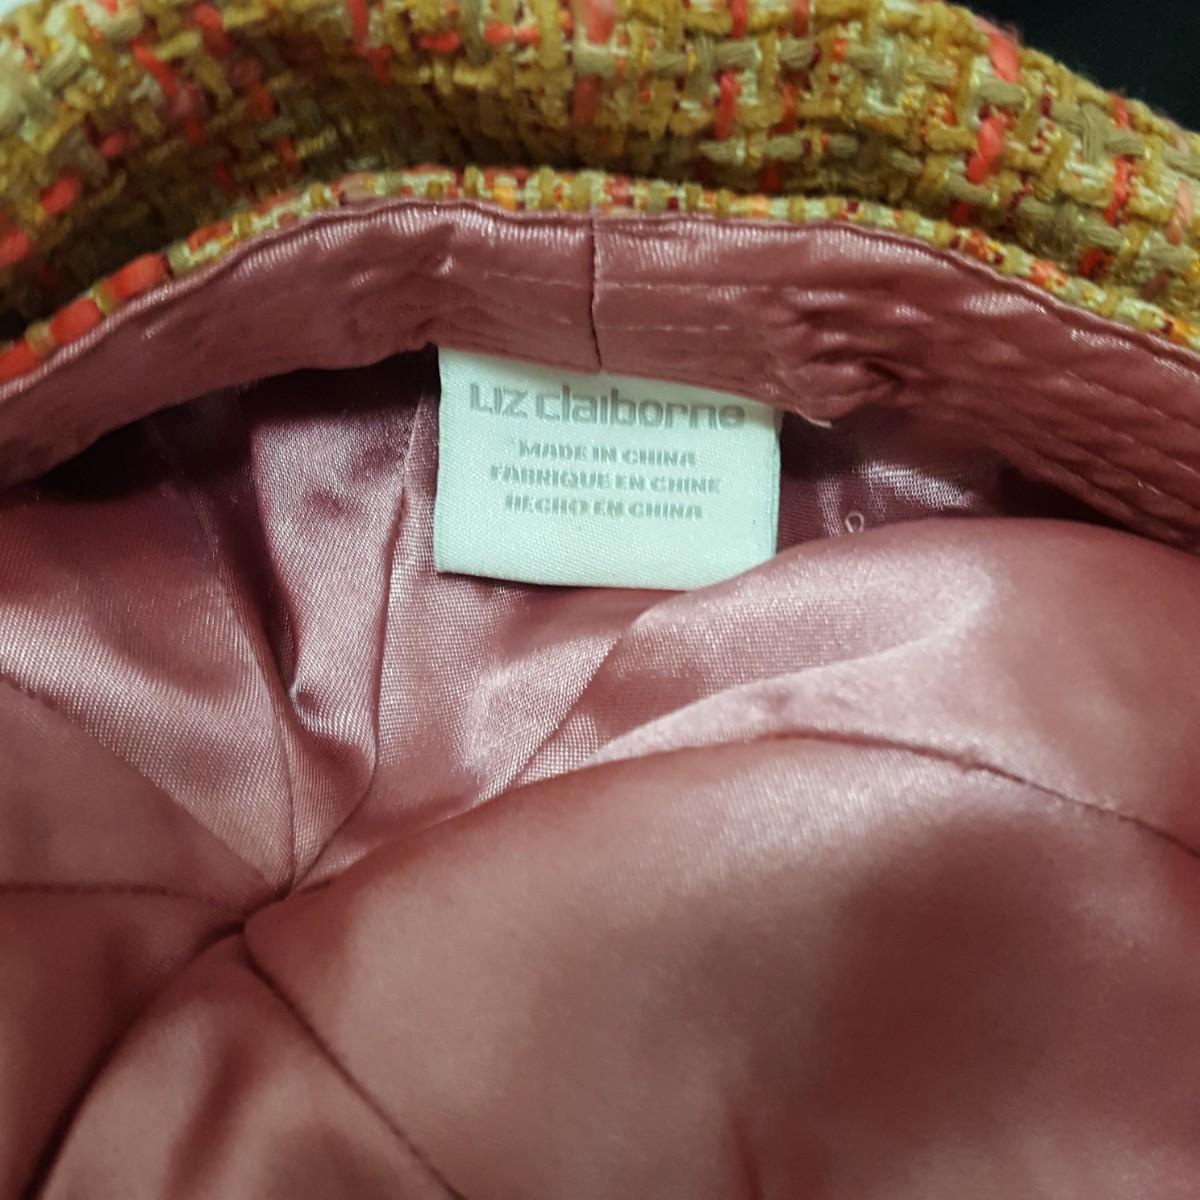 Liz claiborne
MADE IN CHINA
FABRIQUE EN CHINE
HECHO EN CHINA